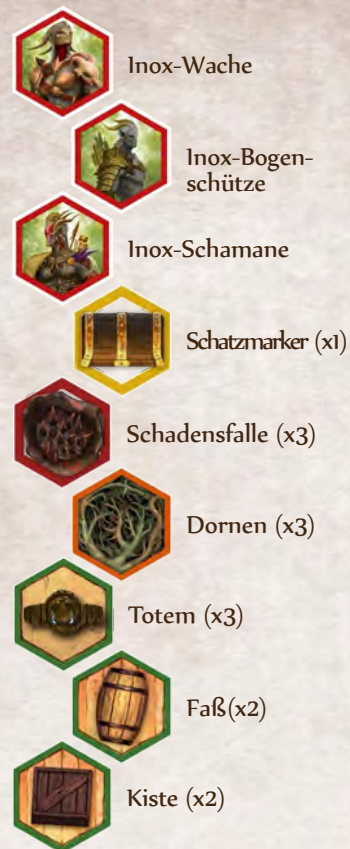 Inox-Wache
Inox-Bogen-
schütze
Inox-Schamane
Schatzmarker (x1)
Schadensfalle (x3)
Dornen (x3)
Totem (x3)
Faß(x2)
Kiste (x2)